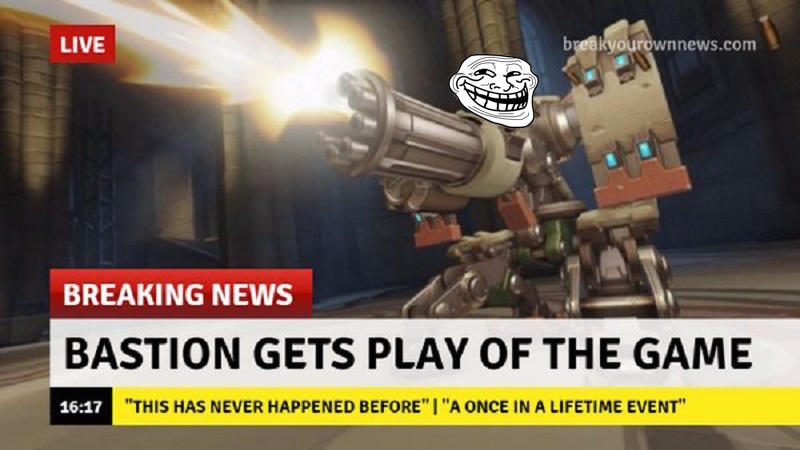 LIVE
breakyourownnews.com
BREAKING NEWS
BASTION GETS PLAY OF THE GAME
16:17 "THIS HAS NEVER HAPPENED BEFORE" | "A ONCE IN A LIFETIME EVENT"